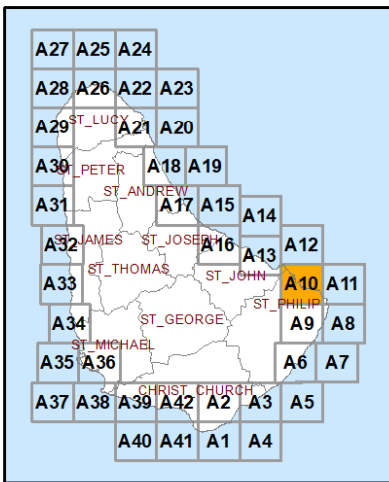 A27 A25 A24
A28 A26 A22 A23
A29 ST_LUCY A21 A20
A30 ST_PETER A18 A19
ST_ANDREW
A31 A17 A15 A14
A32 ST_JAMES ST_JOSEPH A16 A13 A12
A33 ST_THOMAS ST_JOHN A10 A11
ST_PHILIP
A34 ST_GEORGE A9 A8
ST_MICHAEL
A35 A36 A6 A7
CHRIST_CHURCH
A37 A38 A39 A42 A2 A3 A5
A40 A41 A1 A4